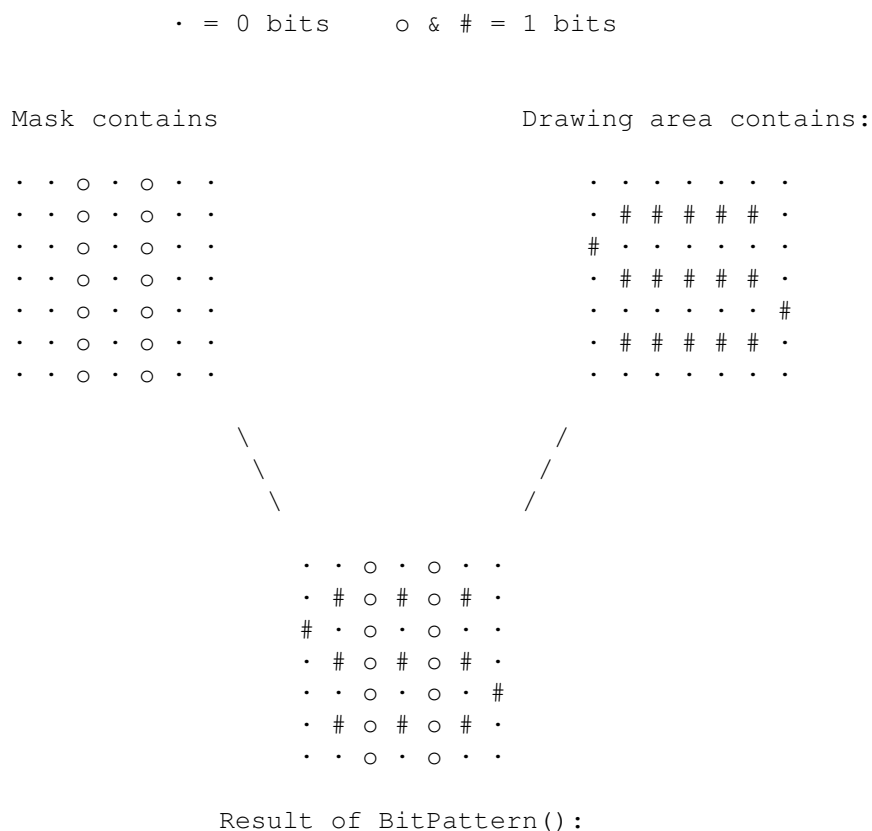 · = 0 bits    o & # = 1 bits
Mask contains                Drawing area contains:
· · o · o · ·                · · · · · · ·
· · o · o · ·                · # # # # # ·
· · o · o · ·                # · · · · · ·
· · o · o · ·                · # # # # # ·
· · o · o · ·                · · · · · · #
· · o · o · ·                · # # # # # ·
· · o · o · ·                · · · · · · ·
\                /
\                /
\                /
· · o · o · ·
· # o # o # ·
# · o · o · ·
· # o # o # ·
· · o · o · #
· # o # o # ·
· · o · o · ·
Result of BitPattern():